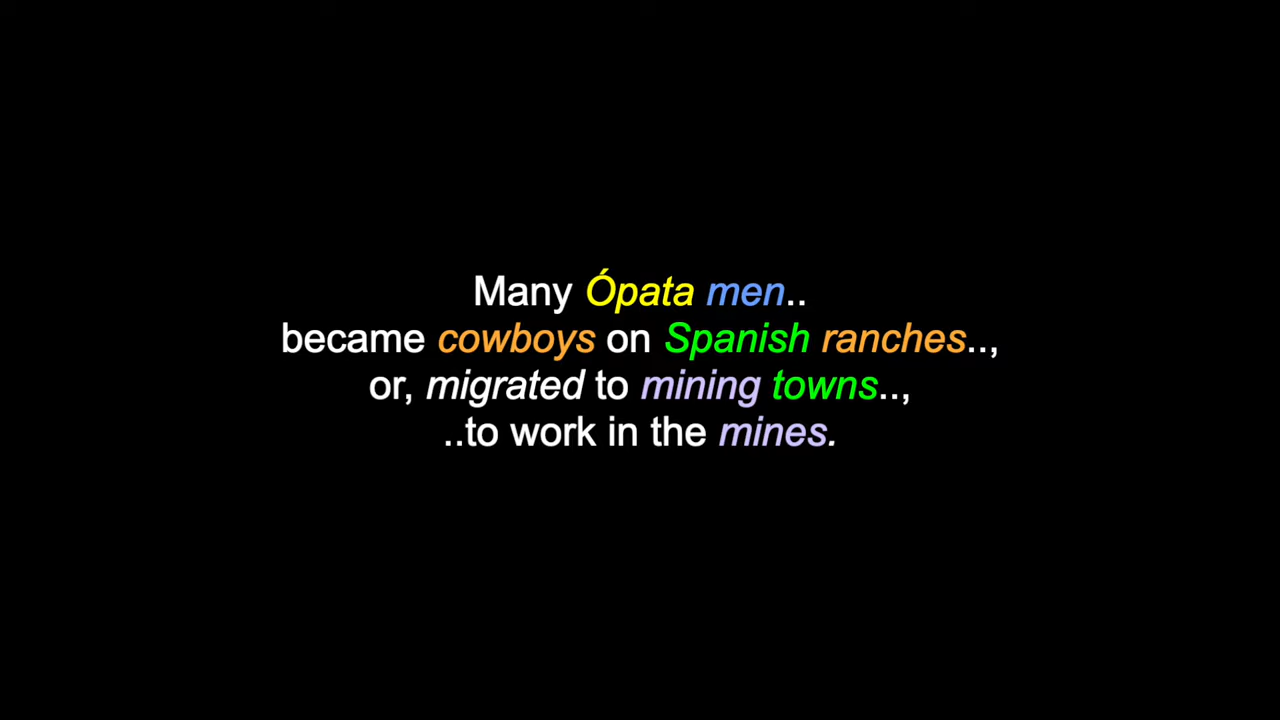 Many Ópata men..
became cowboys on Spanish ranches..,
or, migrated to mining towns..,
..to work in the mines.